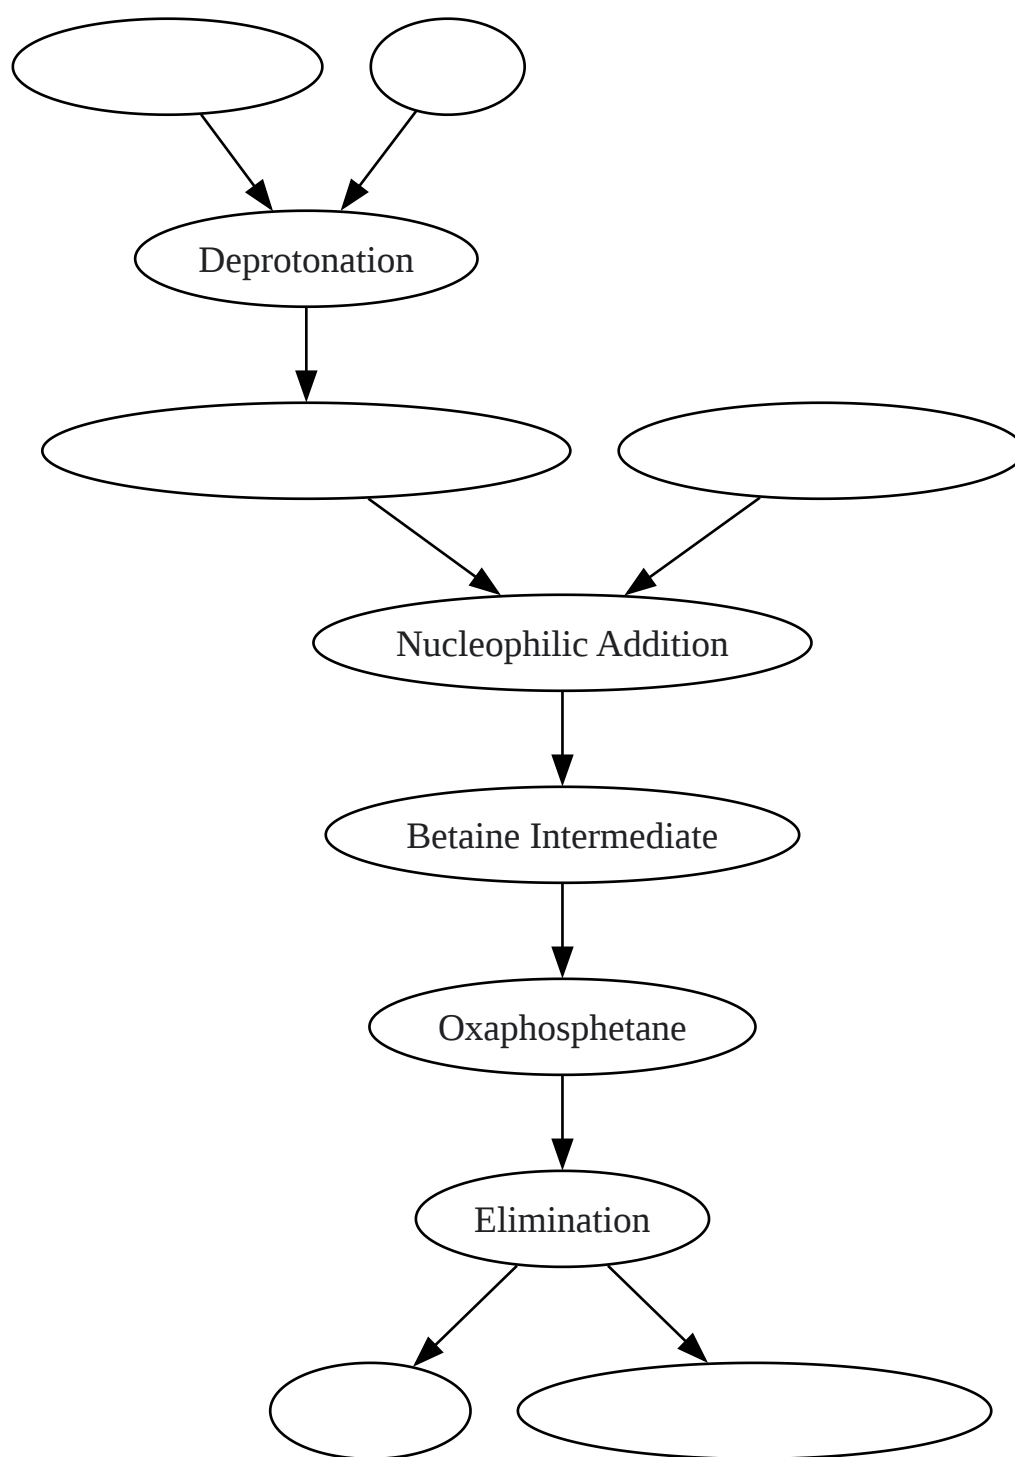 Deprotonation
Nucleophilic Addition
Betaine Intermediate
Oxaphosphetane
Elimination